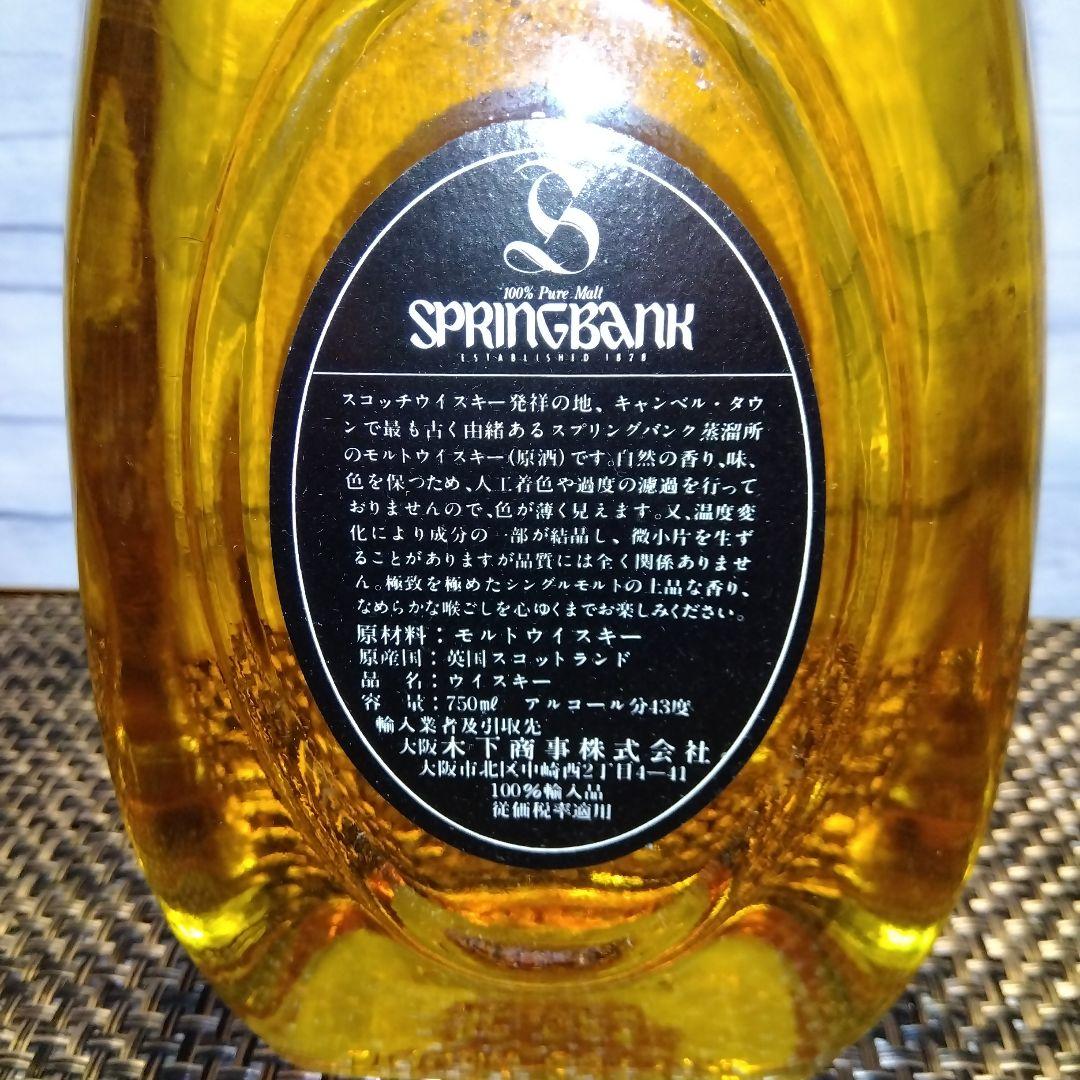 S
100% Pure Malt
SPRINGBANK
ESTABLISHED 1828
スコッチウイスキー発祥の地、キャンベル・タウ
ンで最も古く由緒あるスプリングバンク蒸溜所
のモルトウイスキー(原酒)です。自然の香り、味、
色を保つため、人工着色や過度の濾過を行って
おりませんので、色が薄く見えます。又、温度変
化により成分の一部が結晶し、微小片を生ず
ることがありますが品質には全く関係ありませ
ん。極致を極めたシングルモルトの上品な香り、
なめらかな喉ごしを心ゆくまでお楽しみください。
原材料:モルトウイスキー
原産国:英国スコットランド
品 名:ウイスキー
容 量:750mℓ アルコール分43度
輸入業者及引取先
大阪木下商事株式会社
大阪市北区中崎西2丁目4―41
100%輸入品
従価税率適用